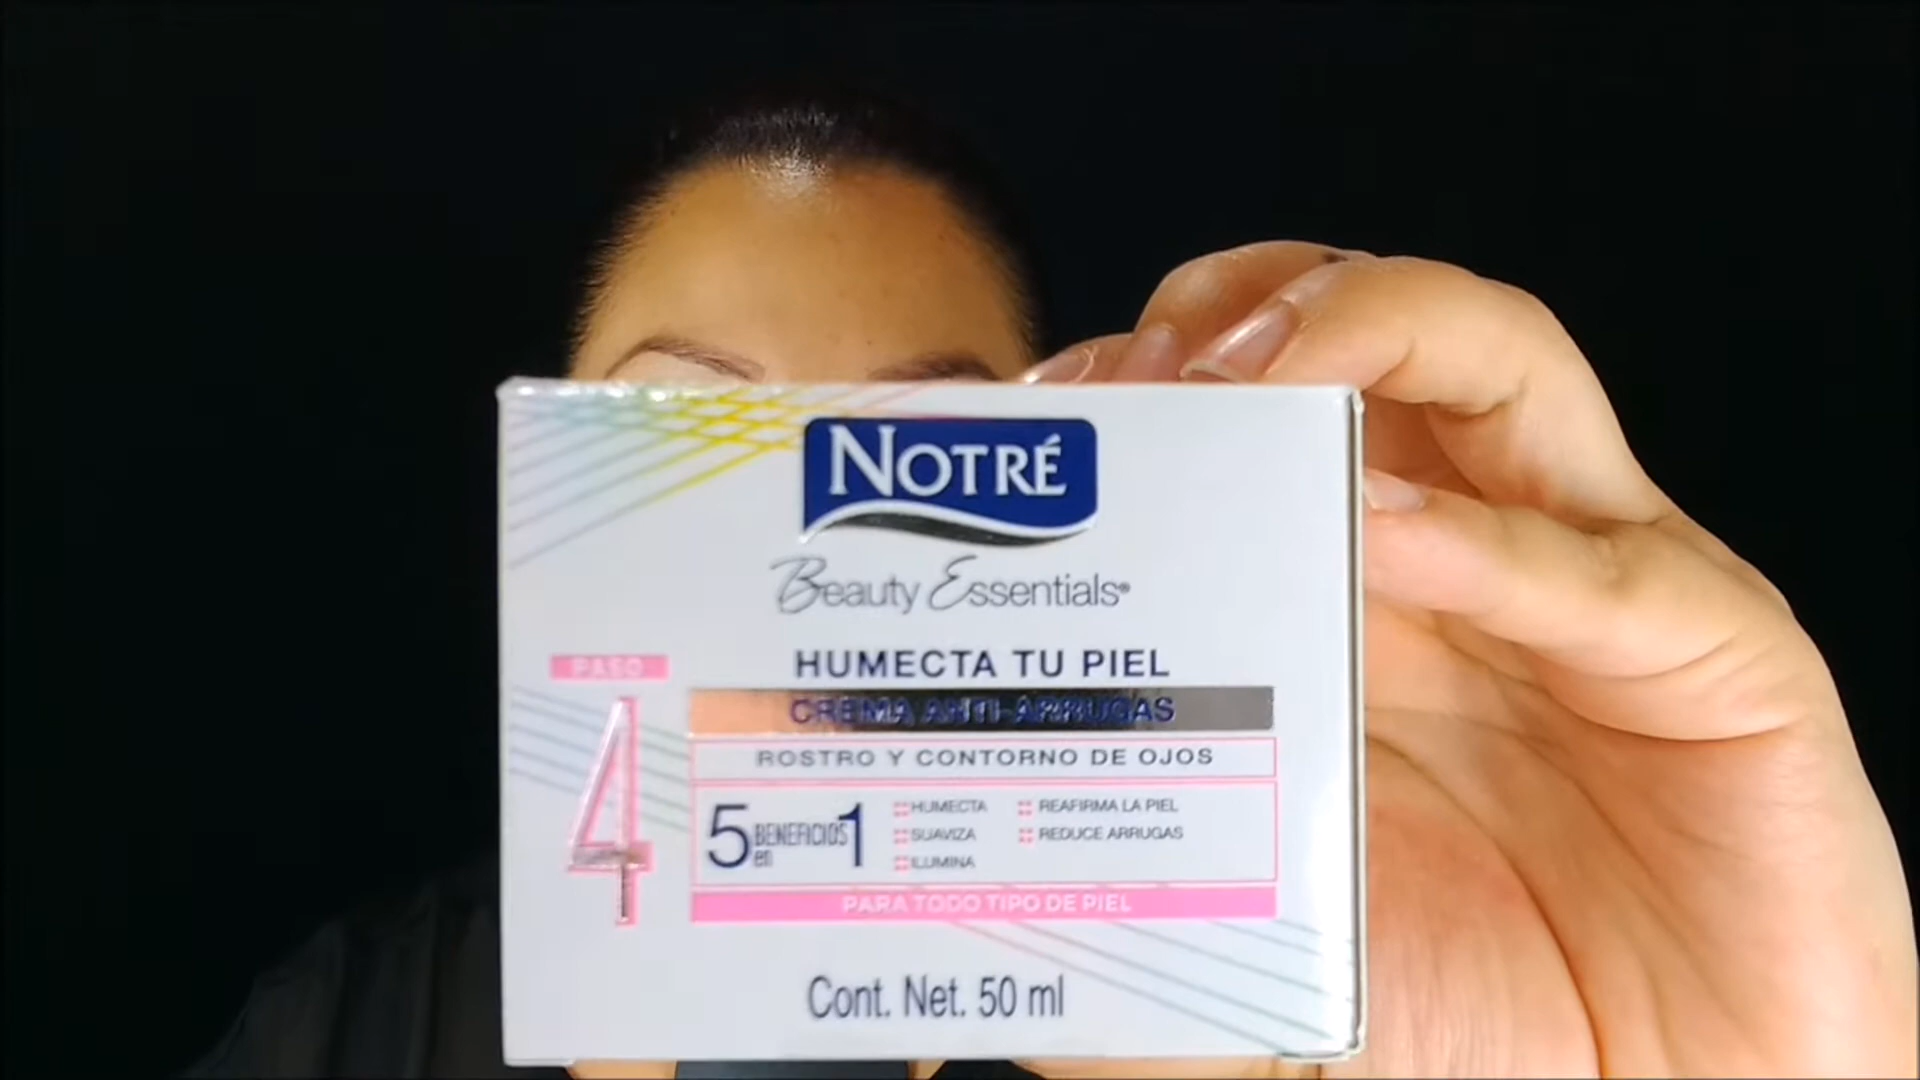 NOTRÉ
Beauty Essentials®
PASO
4
HUMECTA TU PIEL
CREMA ANTI-ARRUGAS
ROSTRO Y CONTORNO DE OJOS
5 BENEFICIOS en 1
HUMECTA
SUAVIZA
ILUMINA
REAFIRMA LA PIEL
REDUCE ARRUGAS
PARA TODO TIPO DE PIEL
Cont. Net. 50 ml